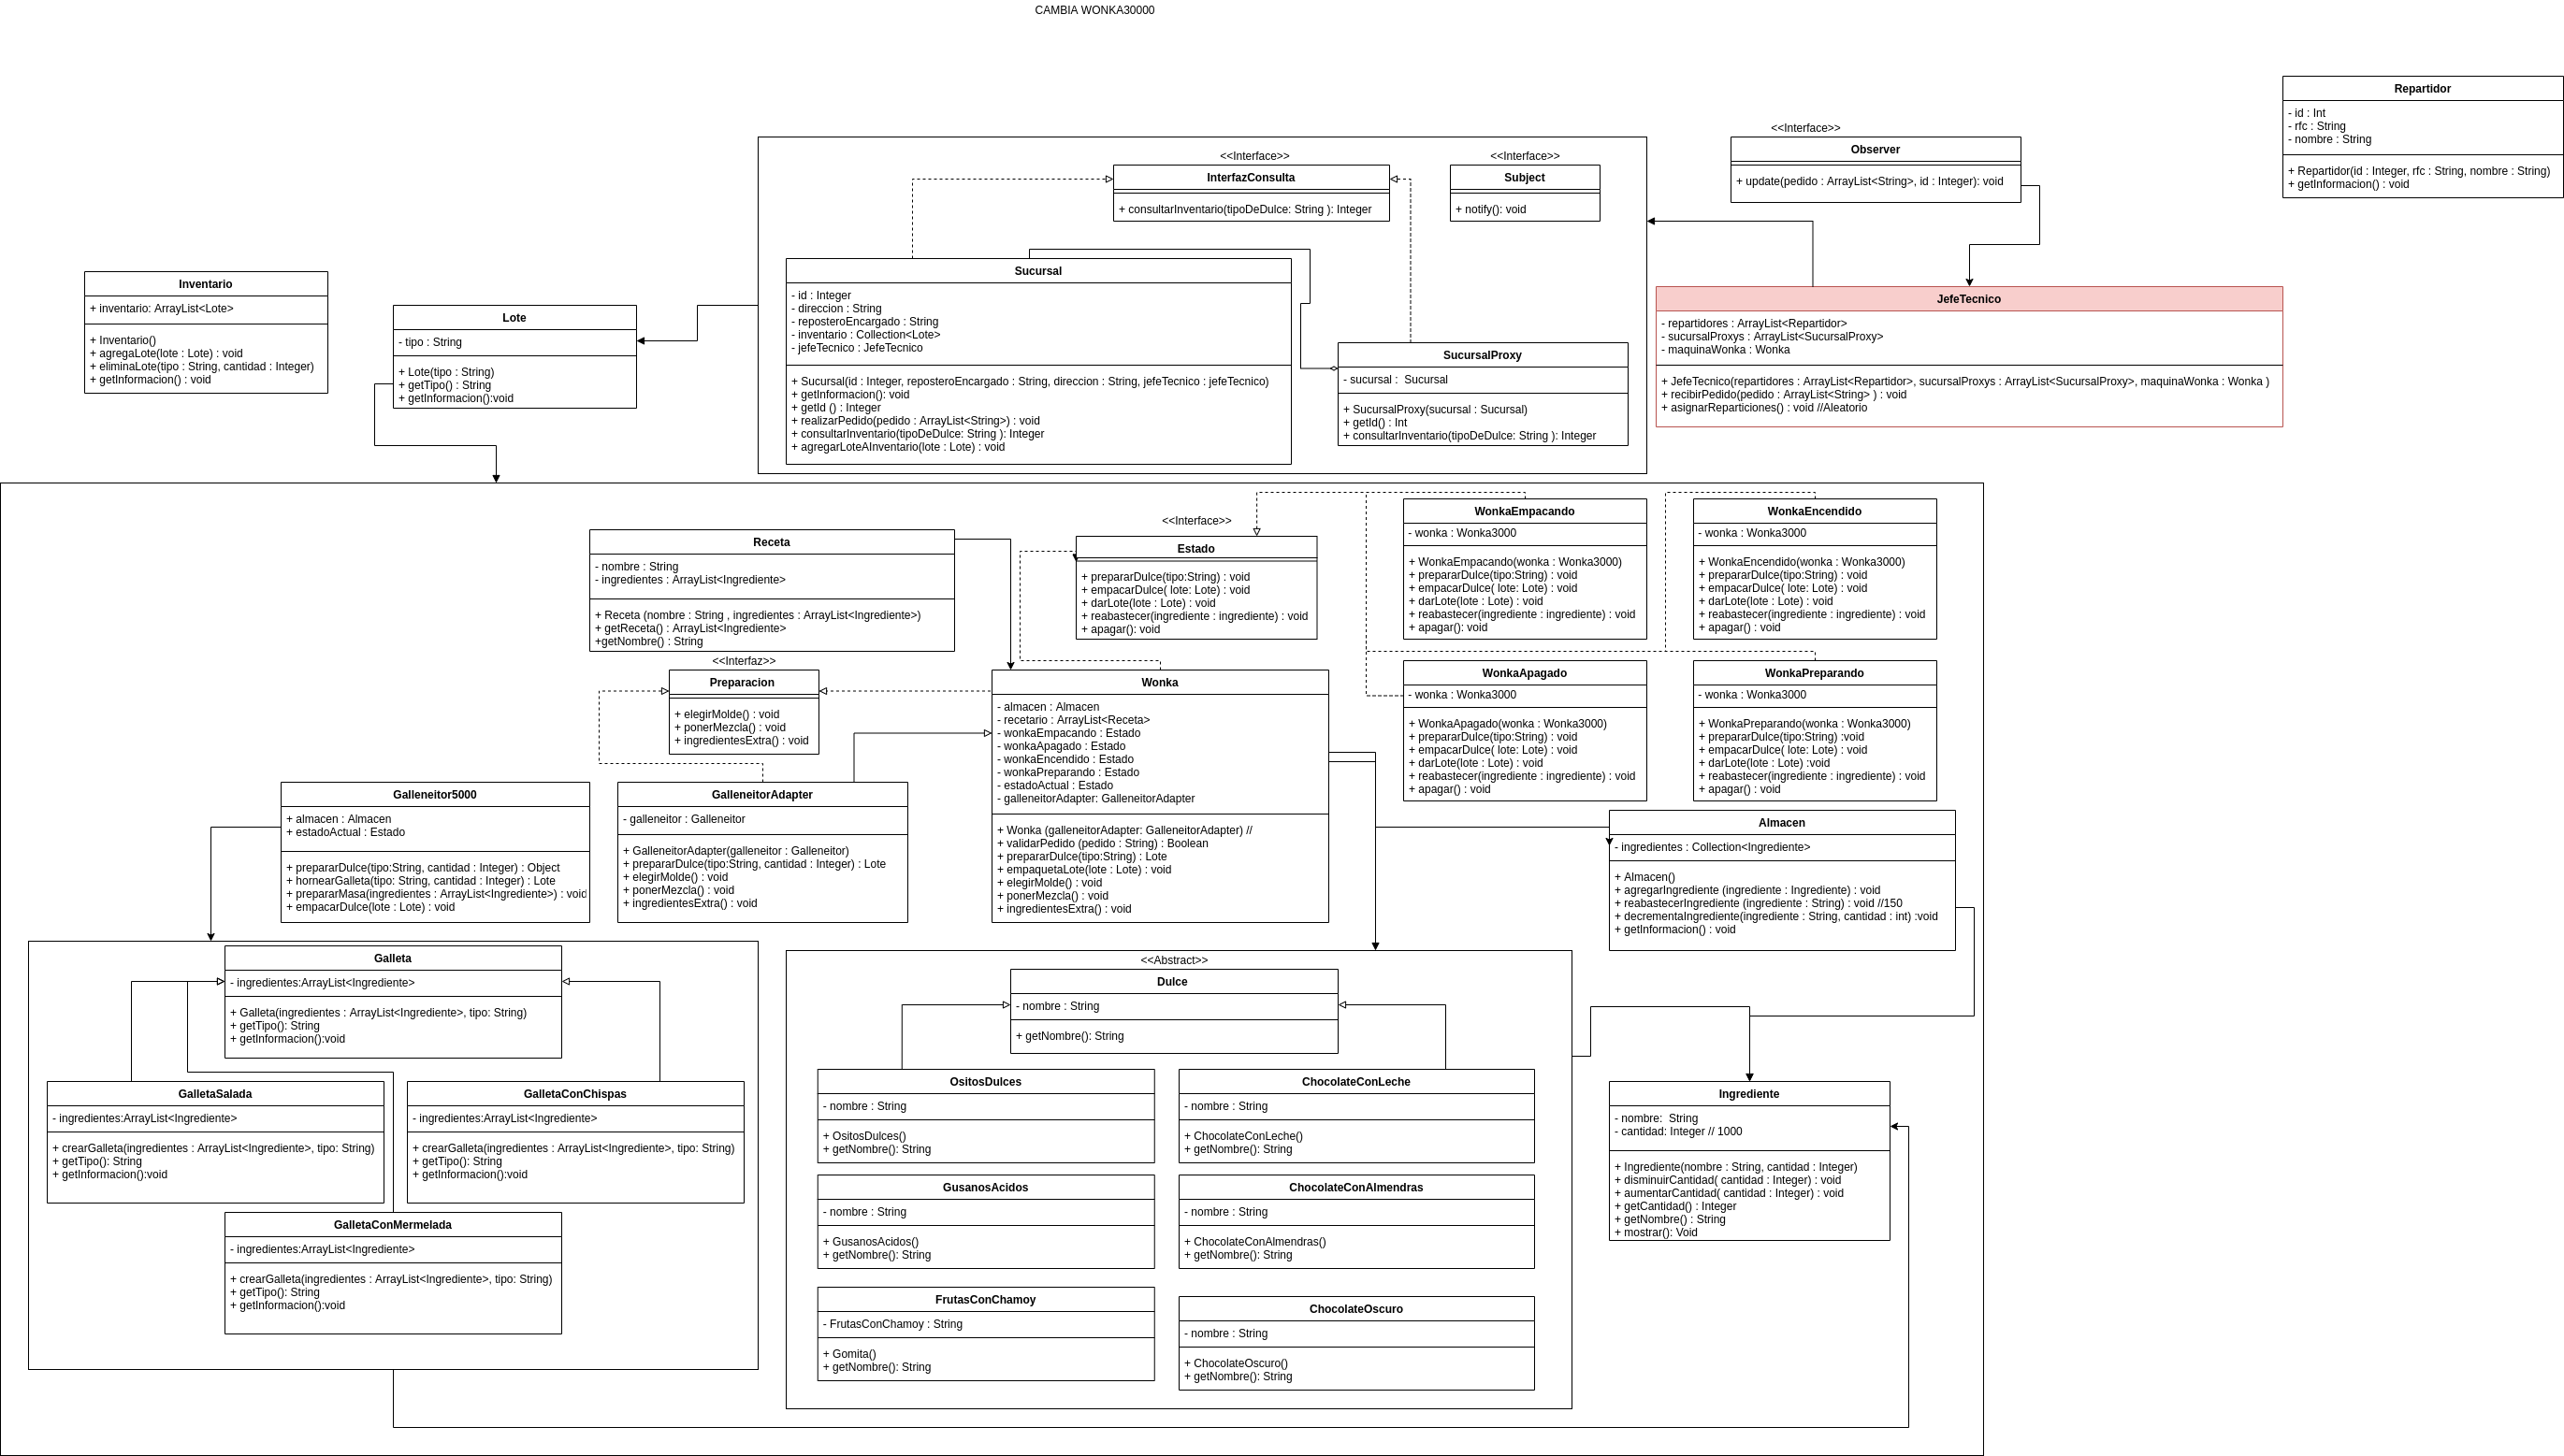 CAMBIA WONKA30000
Repartidor
- id : Int
- rfc : String
- nombre : String
+ Repartidor(id : Integer, rfc : String, nombre : String)
+ getInformacion() : void
<<Interface>>
Observer
+ update(pedido : ArrayList<String>, id : Integer): void
<<Interface>>
InterfazConsulta
+ consultarInventario(tipoDeDulce: String ): Integer
<<Interface>>
Subject
+ notify(): void
Inventario
+ inventario: ArrayList<Lote>
+ Inventario()
+ agregaLote(lote : Lote) : void
+ eliminaLote(tipo : String, cantidad : Integer)
+ getInformacion() : void
Lote
- tipo : String
+ Lote(tipo : String)
+ getTipo() : String
+ getInformacion():void
Sucursal
- id : Integer
- direccion : String
- reposteroEncargado : String
- inventario : Collection<Lote>
- jefeTecnico : JefeTecnico
+ Sucursal(id : Integer, reposteroEncargado : String, direccion : String, jefeTecnico : jefeTecnico)
+ getInformacion(): void
+ getId () : Integer
+ realizarPedido(pedido : ArrayList<String>) : void
+ consultarInventario(tipoDeDulce: String ): Integer
+ agregarLoteAInventario(lote : Lote) : void
SucursalProxy
- sucursal :  Sucursal
+ SucursalProxy(sucursal : Sucursal)
+ getId() : Int
+ consultarInventario(tipoDeDulce: String ): Integer
JefeTecnico
- repartidores : ArrayList<Repartidor>
- sucursalProxys : ArrayList<SucursalProxy>
- maquinaWonka : Wonka
+ JefeTecnico(repartidores : ArrayList<Repartidor>, sucursalProxys : ArrayList<SucursalProxy>, maquinaWonka : Wonka )
+ recibirPedido(pedido : ArrayList<String> ) : void
+ asignarReparticiones() : void //Aleatorio
Receta
- nombre : String
- ingredientes : ArrayList<Ingrediente>
+ Receta (nombre : String , ingredientes : ArrayList<Ingrediente>)
+ getReceta() : ArrayList<Ingrediente>
+getNombre() : String
<<Interface>>
Estado
+ prepararDulce(tipo:String) : void
+ empacarDulce( lote: Lote) : void
+ darLote(lote : Lote) : void
+ reabastecer(ingrediente : ingrediente) : void
+ apagar(): void
WonkaEmpacando
- wonka : Wonka3000
+ WonkaEmpacando(wonka : Wonka3000)
+ prepararDulce(tipo:String) : void
+ empacarDulce( lote: Lote) : void
+ darLote(lote : Lote) : void
+ reabastecer(ingrediente : ingrediente) : void
+ apagar(): void
WonkaEncendido
- wonka : Wonka3000
+ WonkaEncendido(wonka : Wonka3000)
+ prepararDulce(tipo:String) : void
+ empacarDulce( lote: Lote) : void
+ darLote(lote : Lote) : void
+ reabastecer(ingrediente : ingrediente) : void
+ apagar() : void
<<Interfaz>>
Preparacion
+ elegirMolde() : void
+ ponerMezcla() : void
+ ingredientesExtra() : void
Wonka
- almacen : Almacen
- recetario : ArrayList<Receta>
- wonkaEmpacando : Estado
- wonkaApagado : Estado
- wonkaEncendido : Estado
- wonkaPreparando : Estado
- estadoActual : Estado
- galleneitorAdapter: GalleneitorAdapter
+ Wonka (galleneitorAdapter: GalleneitorAdapter) //
+ validarPedido (pedido : String) : Boolean
+ prepararDulce(tipo:String) : Lote
+ empaquetaLote(lote : Lote) : void
+ elegirMolde() : void
+ ponerMezcla() : void
+ ingredientesExtra() : void
WonkaApagado
- wonka : Wonka3000
+ WonkaApagado(wonka : Wonka3000)
+ prepararDulce(tipo:String) : void
+ empacarDulce( lote: Lote) : void
+ darLote(lote : Lote) : void
+ reabastecer(ingrediente : ingrediente) : void
+ apagar() : void
WonkaPreparando
- wonka : Wonka3000
+ WonkaPreparando(wonka : Wonka3000)
+ prepararDulce(tipo:String) :void
+ empacarDulce( lote: Lote) : void
+ darLote(lote : Lote) :void
+ reabastecer(ingrediente : ingrediente) : void
+ apagar() : void
Galleneitor5000
+ almacen : Almacen
+ estadoActual : Estado
+ prepararDulce(tipo:String, cantidad : Integer) : Object
+ hornearGalleta(tipo: String, cantidad : Integer) : Lote
+ prepararMasa(ingredientes : ArrayList<Ingrediente>) : void
+ empacarDulce(lote : Lote) : void
GalleneitorAdapter
- galleneitor : Galleneitor
+ GalleneitorAdapter(galleneitor : Galleneitor)
+ prepararDulce(tipo:String, cantidad : Integer) : Lote
+ elegirMolde() : void
+ ponerMezcla() : void
+ ingredientesExtra() : void
Almacen
- ingredientes : Collection<Ingrediente>
+ Almacen()
+ agregarIngrediente (ingrediente : Ingrediente) : void
+ reabastecerIngrediente (ingrediente : String) : void //150
+ decrementaIngrediente(ingrediente : String, cantidad : int) :void
+ getInformacion() : void
Galleta
- ingredientes:ArrayList<Ingrediente>
+ Galleta(ingredientes : ArrayList<Ingrediente>, tipo: String)
+ getTipo(): String
+ getInformacion():void
GalletaSalada
- ingredientes:ArrayList<Ingrediente>
+ crearGalleta(ingredientes : ArrayList<Ingrediente>, tipo: String)
+ getTipo(): String
+ getInformacion():void
GalletaConChispas
- ingredientes:ArrayList<Ingrediente>
+ crearGalleta(ingredientes : ArrayList<Ingrediente>, tipo: String)
+ getTipo(): String
+ getInformacion():void
GalletaConMermelada
- ingredientes:ArrayList<Ingrediente>
+ crearGalleta(ingredientes : ArrayList<Ingrediente>, tipo: String)
+ getTipo(): String
+ getInformacion():void
<<Abstract>>
Dulce
- nombre : String
+ getNombre(): String
OsitosDulces
- nombre : String
+ OsitosDulces()
+ getNombre(): String
ChocolateConLeche
- nombre : String
+ ChocolateConLeche()
+ getNombre(): String
GusanosAcidos
- nombre : String
+ GusanosAcidos()
+ getNombre(): String
ChocolateConAlmendras
- nombre : String
+ ChocolateConAlmendras()
+ getNombre(): String
FrutasConChamoy
- FrutasConChamoy : String
+ Gomita()
+ getNombre(): String
ChocolateOscuro
- nombre : String
+ ChocolateOscuro()
+ getNombre(): String
Ingrediente
- nombre:  String
- cantidad: Integer // 1000
+ Ingrediente(nombre : String, cantidad : Integer)
+ disminuirCantidad( cantidad : Integer) : void
+ aumentarCantidad( cantidad : Integer) : void
+ getCantidad() : Integer
+ getNombre() : String
+ mostrar(): Void